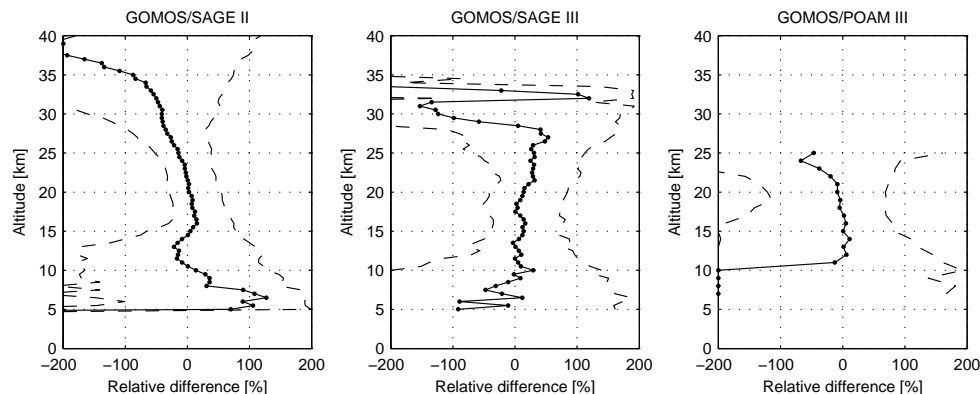 GOMOS/SAGE II
40
35
30
25
20
15
10
5
0
Altitude [km]
−200 −100 0 100 200
Relative difference [%]
GOMOS/SAGE III
40
35
30
25
20
15
10
5
0
Altitude [km]
−200 −100 0 100 200
Relative difference [%]
GOMOS/POAM III
40
35
30
25
20
15
10
5
0
Altitude [km]
−200 −100 0 100 200
Relative difference [%]